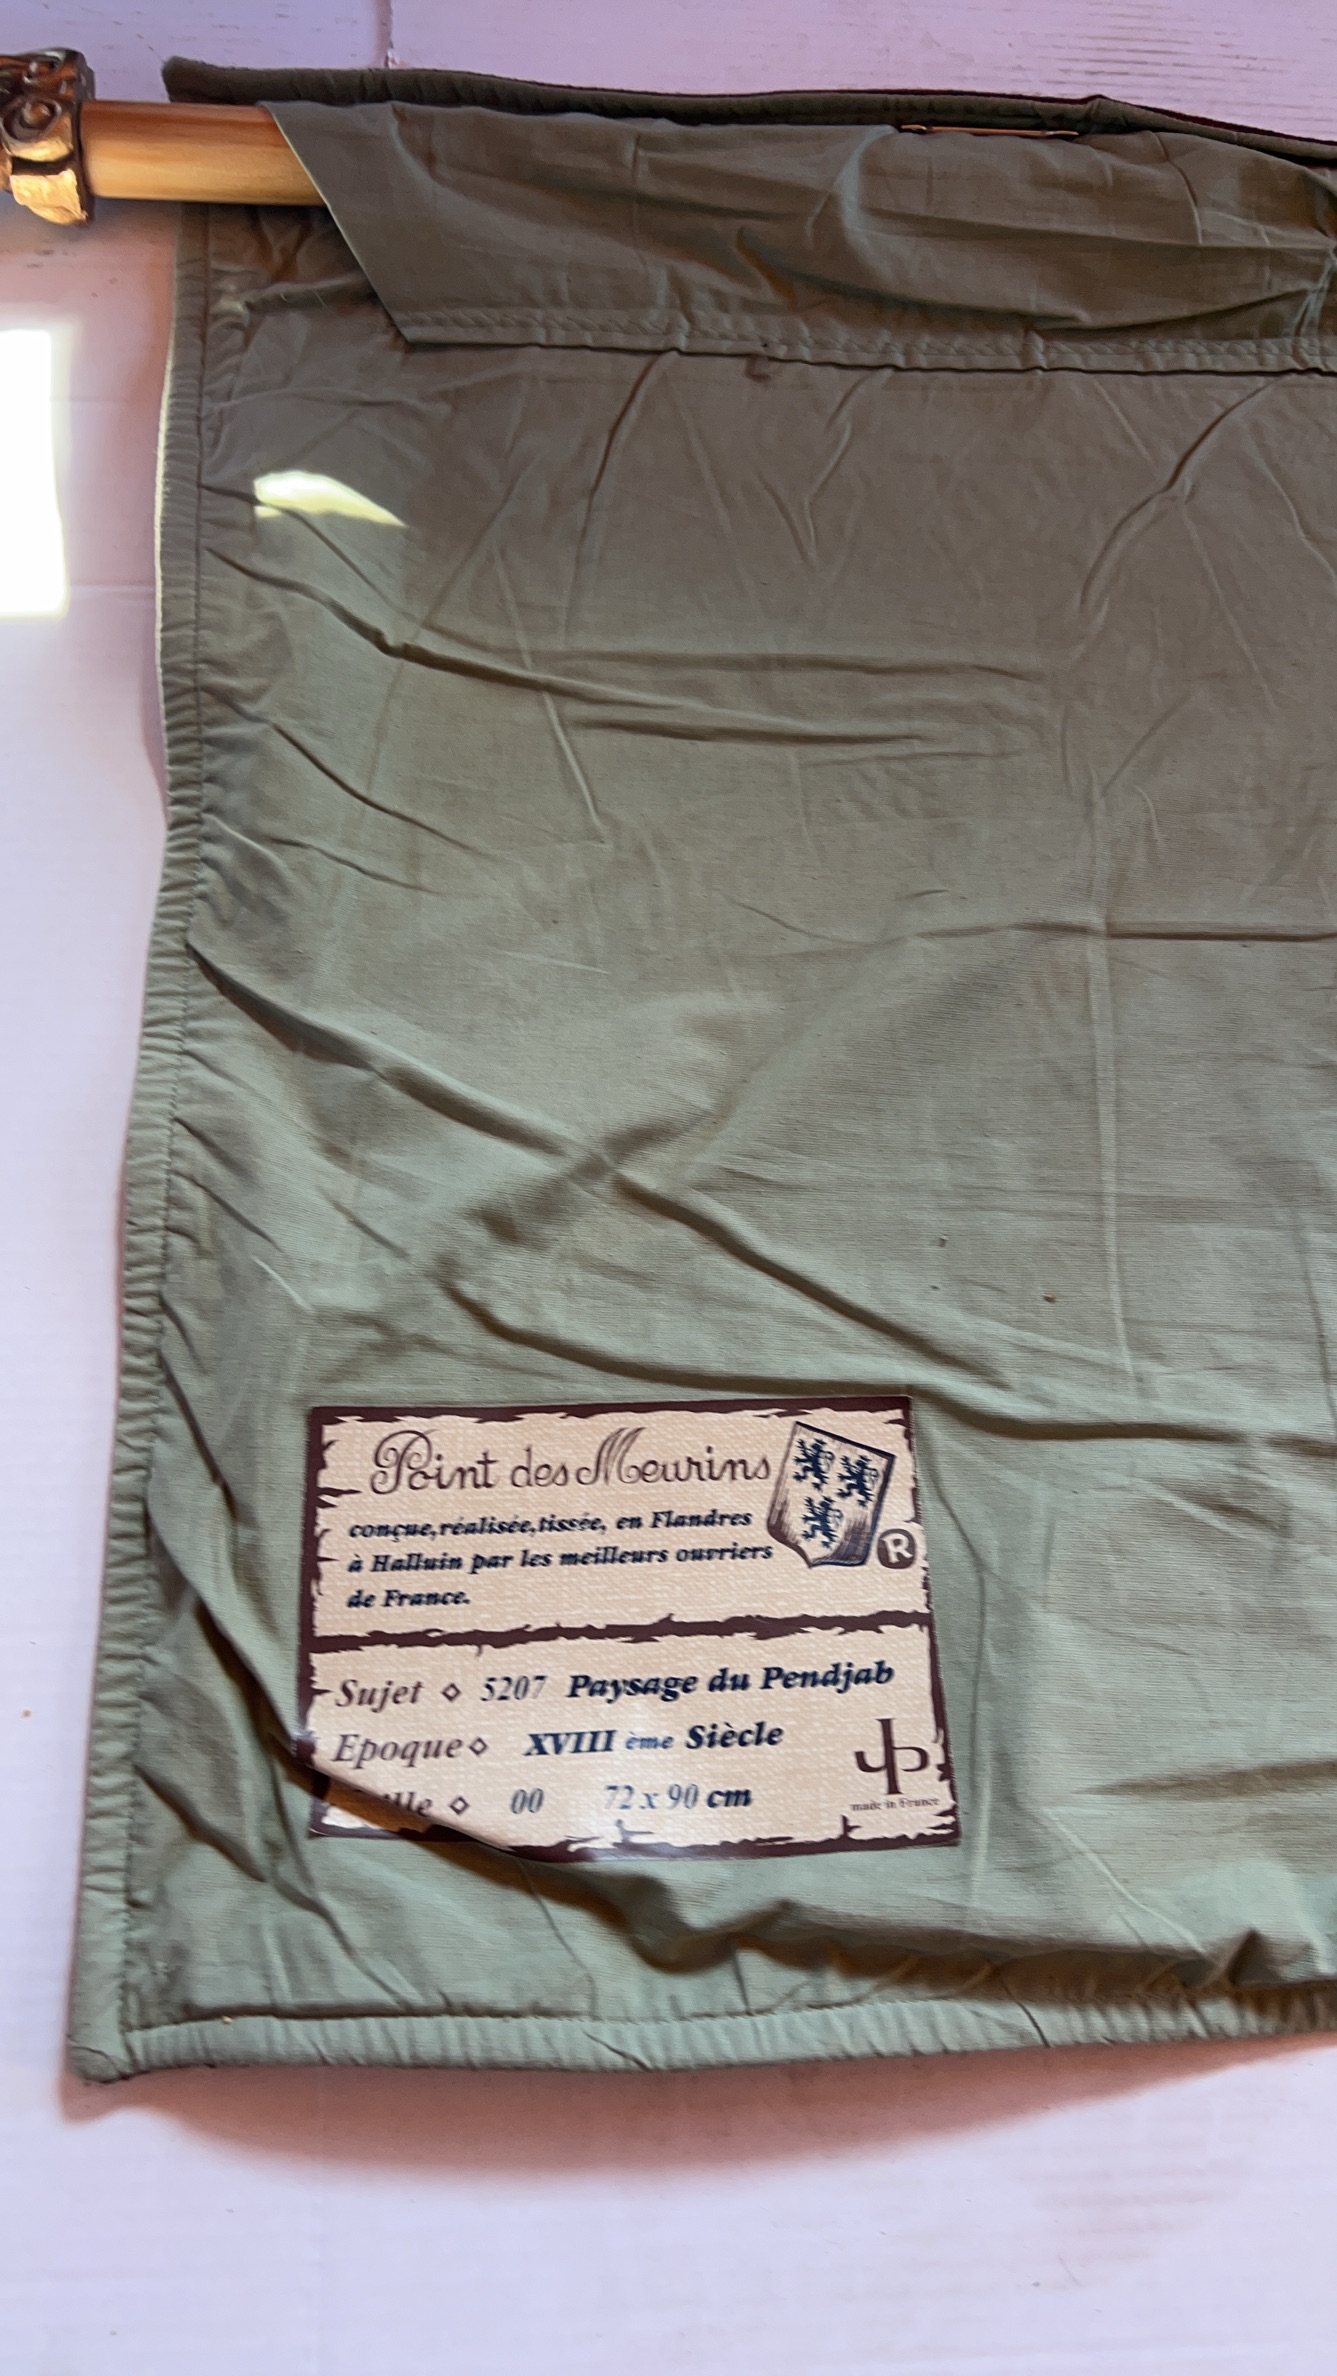 Point des Meurins
conçue,réalisée,tissée, en Flandres
à Halluin par les meilleurs ouvriers
de France.
R
Sujet ◇ 5207 Paysage du Pendjab
Epoque ◇ XVIII ème Siècle
◇ 00 72 x 90 cm
made in France